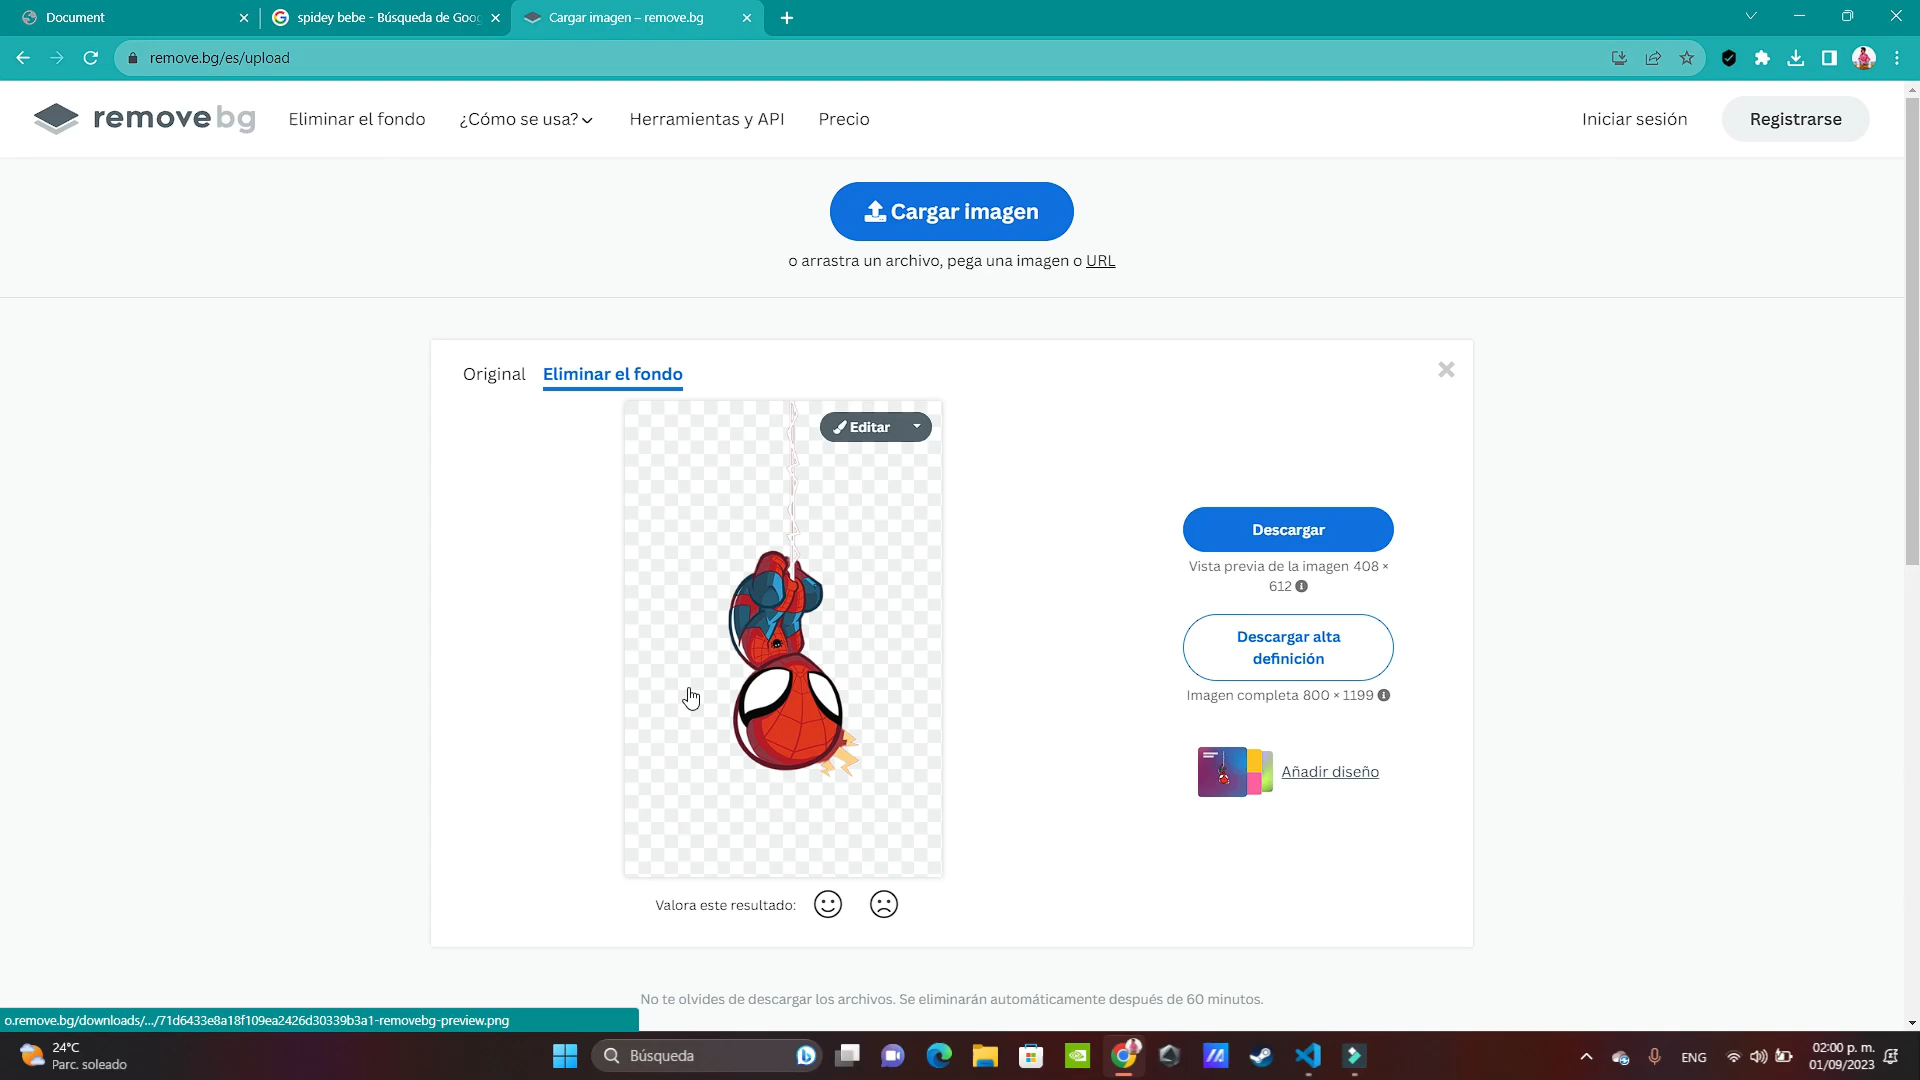 Document
spidey bebe - Búsqueda de Goo
Cargar imagen – remove.bg
remove.bg/es/upload
removebg
Eliminar el fondo
¿Cómo se usa?
Herramientas y API
Precio
Iniciar sesión
Registrarse
Cargar imagen
o arrastra un archivo, pega una imagen o URL
Original
Eliminar el fondo
Editar
Descargar
Vista previa de la imagen 408 ×
612
Descargar alta
definición
Imagen completa 800 × 1199
Añadir diseño
Valora este resultado:
No te olvides de descargar los archivos. Se eliminarán automáticamente después de 60 minutos.
o.remove.bg/downloads/.../71d6433e8a18f109ea2426d30339b3a1-removebg-preview.png
24°C
Parc. soleado
Búsqueda
ENG
02:00 p. m.
01/09/2023